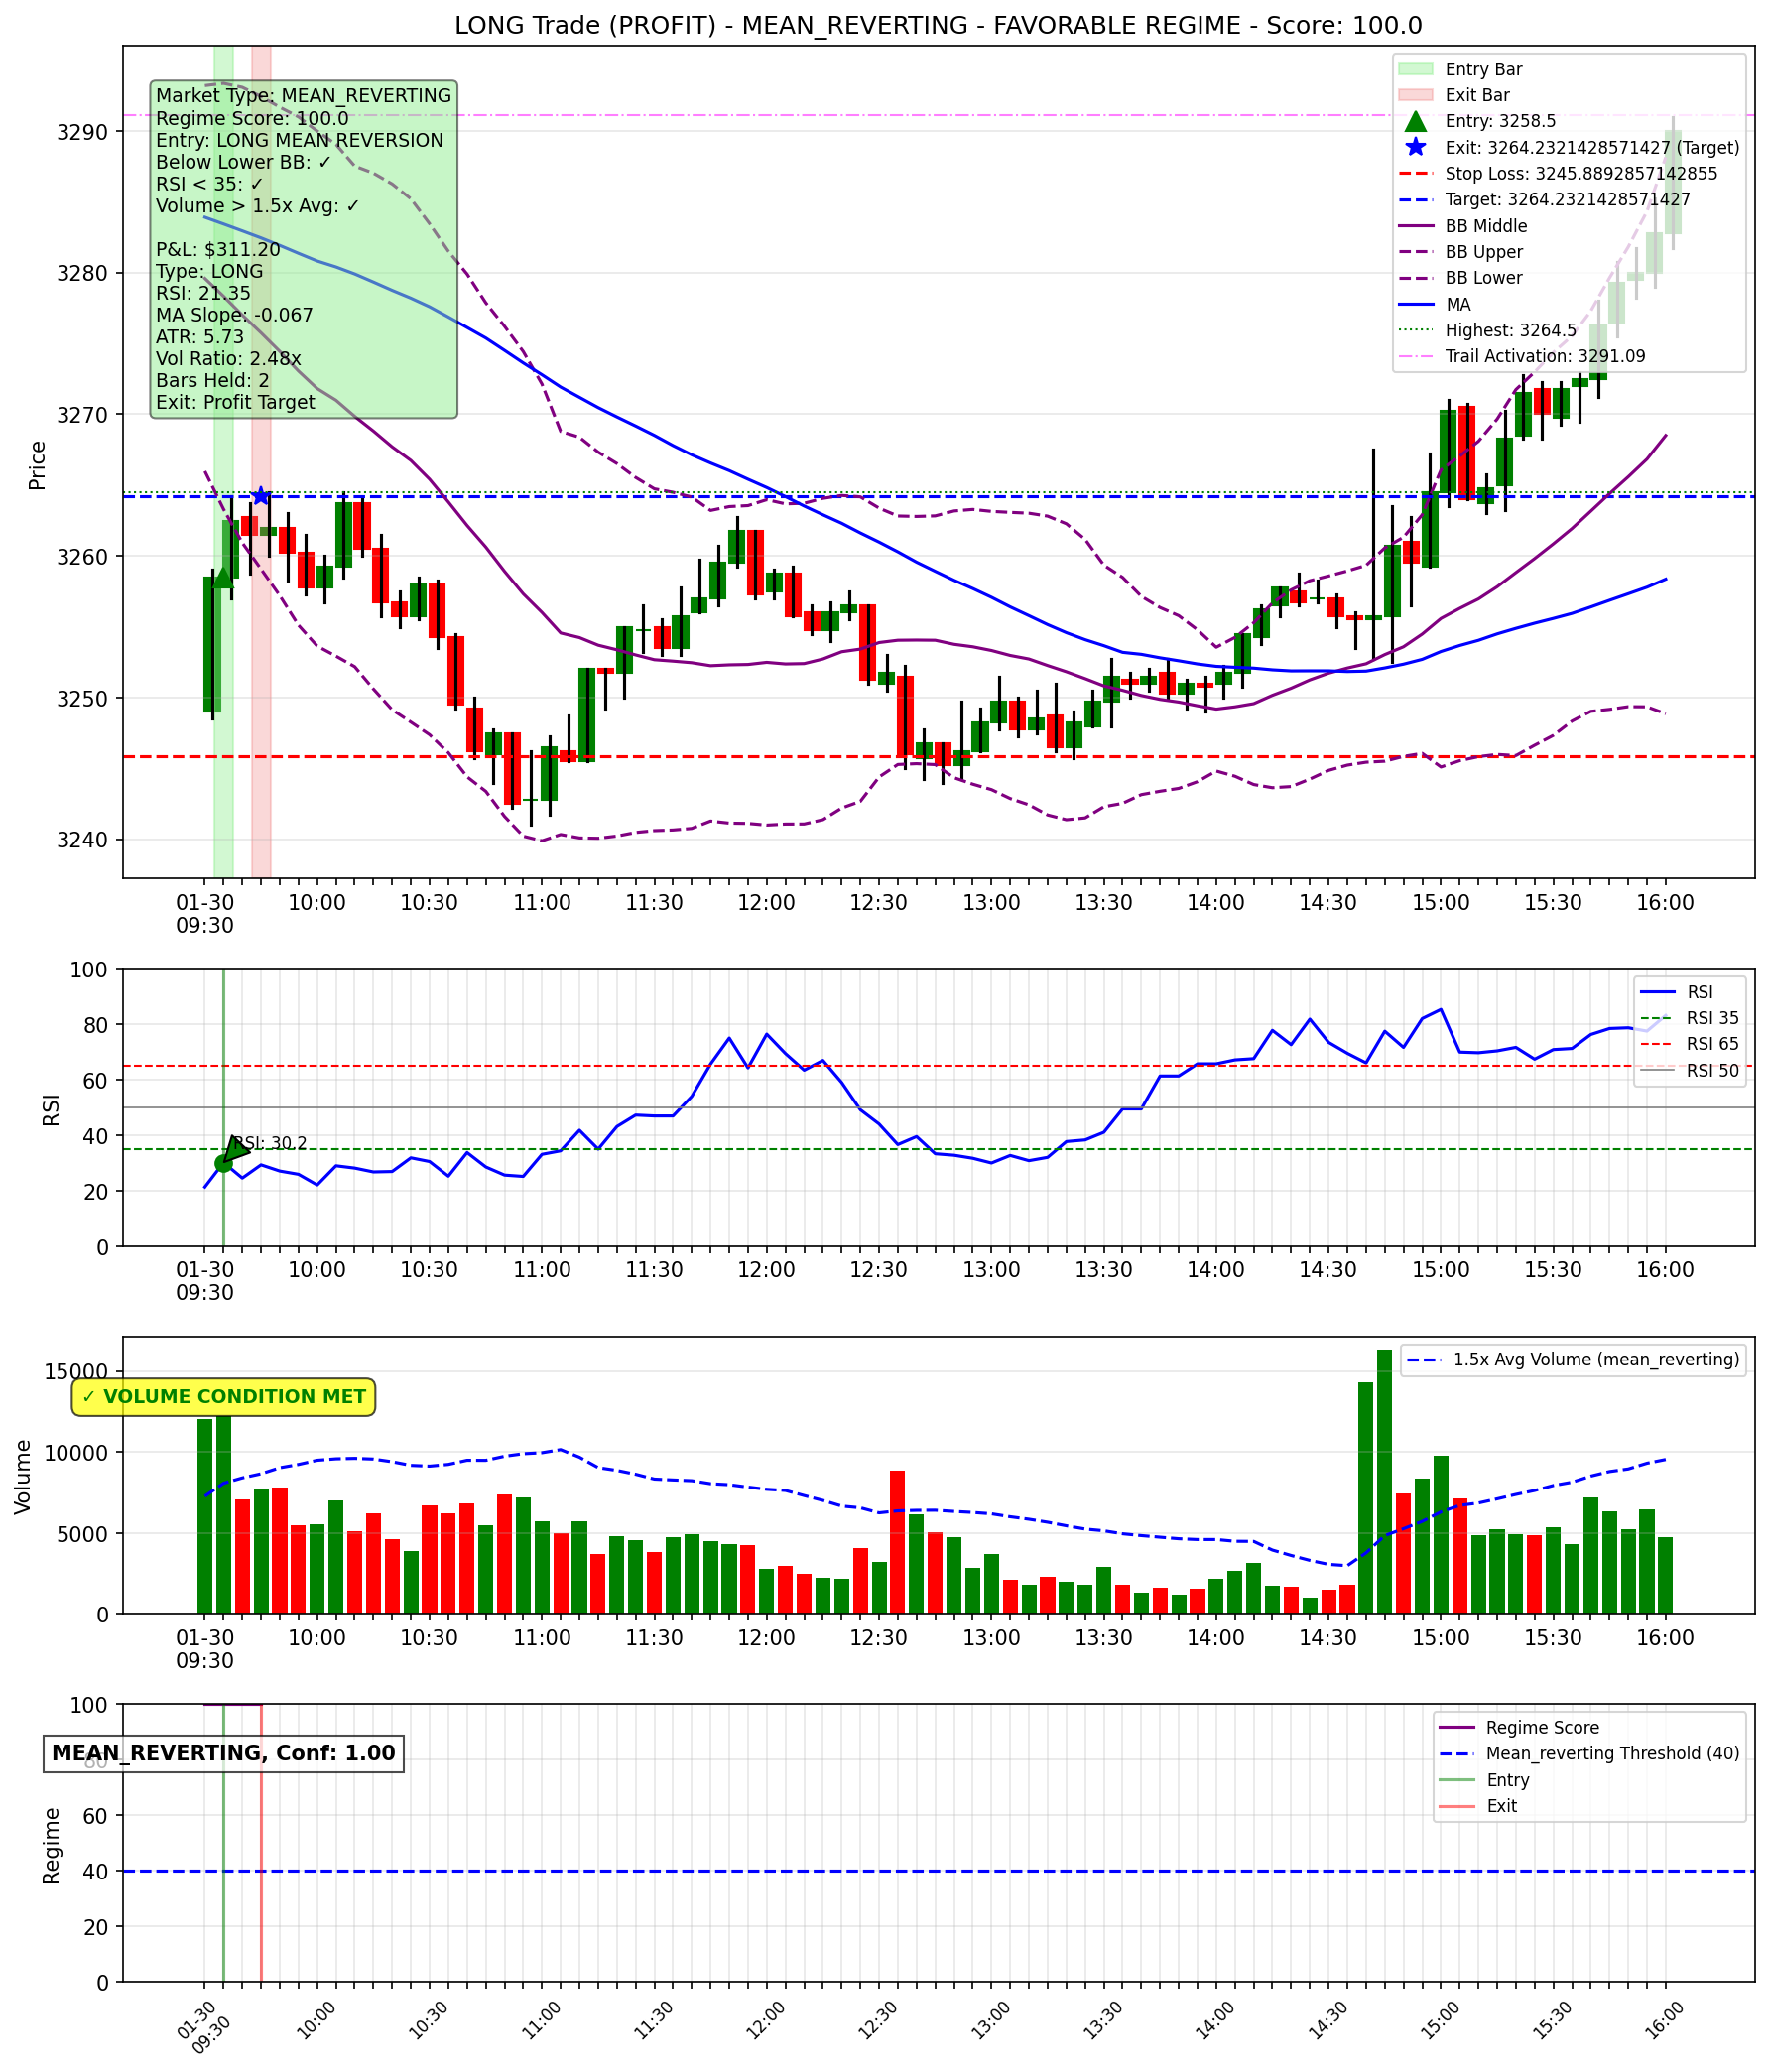 LONG Trade (PROFIT) - MEAN_REVERTING - FAVORABLE REGIME - Score: 100.0
Market Type: MEAN_REVERTING
Regime Score: 100.0
Entry: LONG MEAN REVERSION
Below Lower BB: ✓
RSI < 35: ✓
Volume > 1.5x Avg: ✓
P&L: $311.20
Type: LONG
RSI: 21.35
MA Slope: -0.067
ATR: 5.73
Vol Ratio: 2.48x
Bars Held: 2
Exit: Profit Target
Entry Bar
Exit Bar
Entry: 3258.5
Exit: 3264.2321428571427 (Target)
Stop Loss: 3245.8892857142855
Target: 3264.2321428571427
BB Middle
BB Upper
BB Lower
MA
Highest: 3264.5
Trail Activation: 3291.09
Price
3290
3280
3270
3260
3250
3240
01-30
09:30 10:00 10:30 11:00 11:30 12:00 12:30 13:00 13:30 14:00 14:30 15:00 15:30 16:00
RSI
100
80
60
40
20
0
RSI: 30.2
RSI
RSI 35
RSI 65
RSI 50
01-30
09:30 10:00 10:30 11:00 11:30 12:00 12:30 13:00 13:30 14:00 14:30 15:00 15:30 16:00
Volume
15000
10000
5000
0
✓ VOLUME CONDITION MET
1.5x Avg Volume (mean_reverting)
01-30
09:30 10:00 10:30 11:00 11:30 12:00 12:30 13:00 13:30 14:00 14:30 15:00 15:30 16:00
Regime
100
80
60
40
20
0
MEAN_REVERTING, Conf: 1.00
Regime Score
Mean_reverting Threshold (40)
Entry
Exit
01-30
09:30 10:00 10:30 11:00 11:30 12:00 12:30 13:00 13:30 14:00 14:30 15:00 15:30 16:00